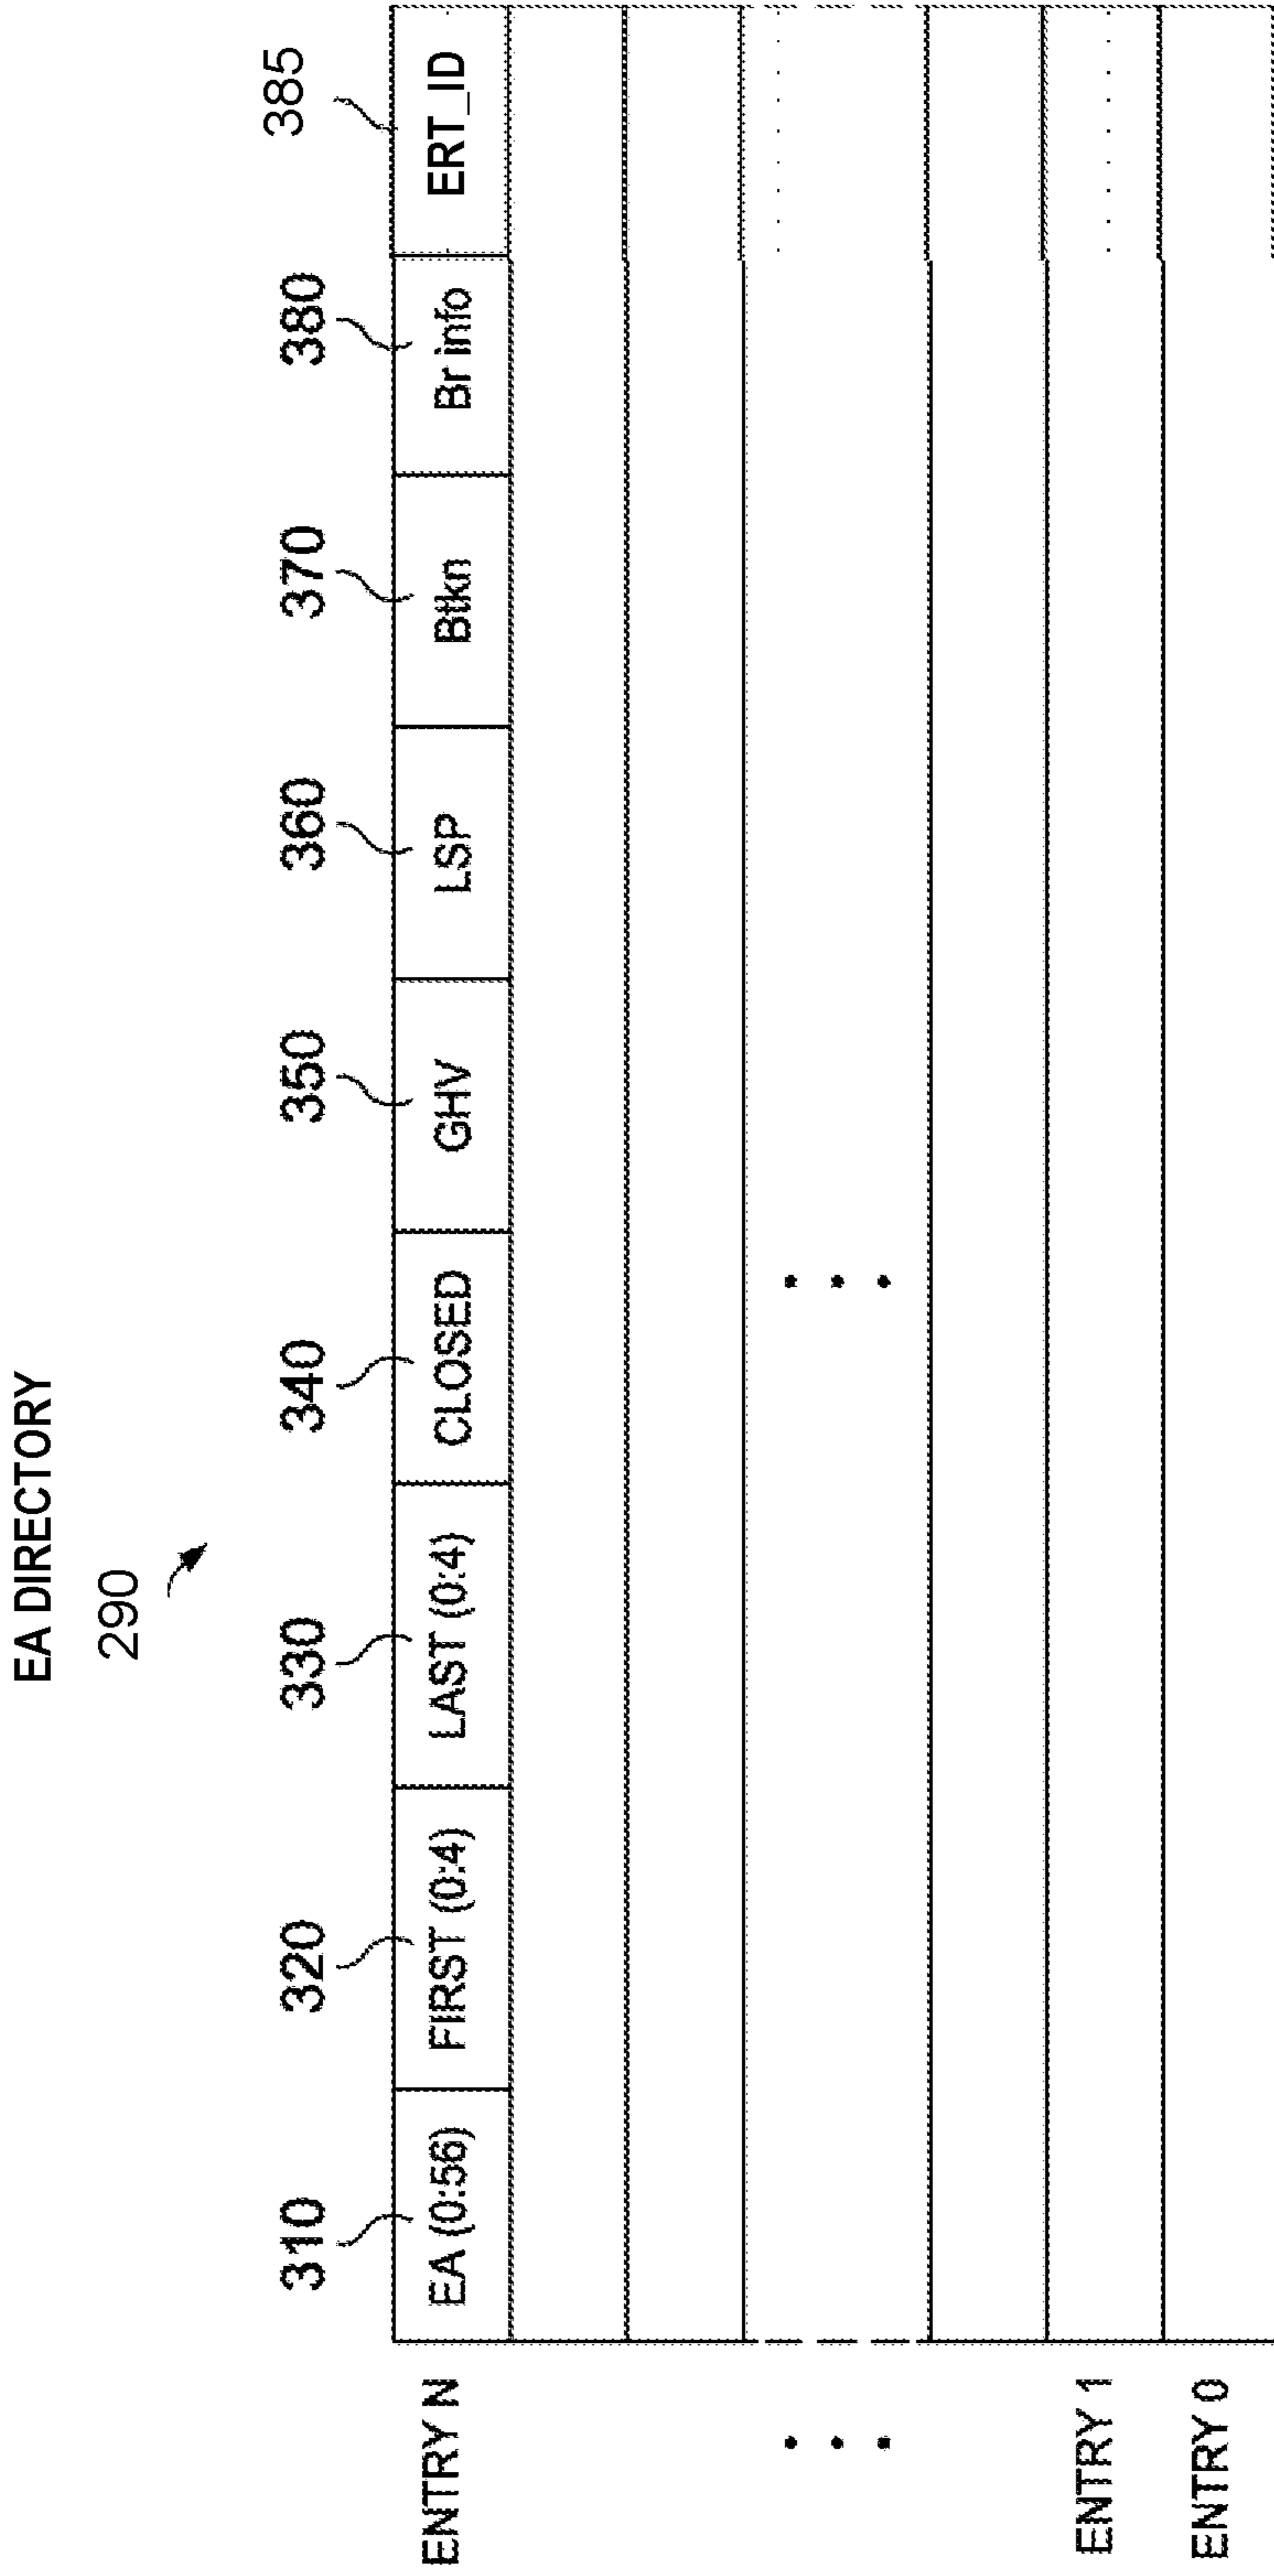 EA DIRECTORY
290
310 320 330 340 350 360 370 380 385
ENTRY N EA (0:56) FIRST (0:4) LAST (0:4) CLOSED GHV LSP Btkn Br info ERT_ID
ENTRY 1
ENTRY 0